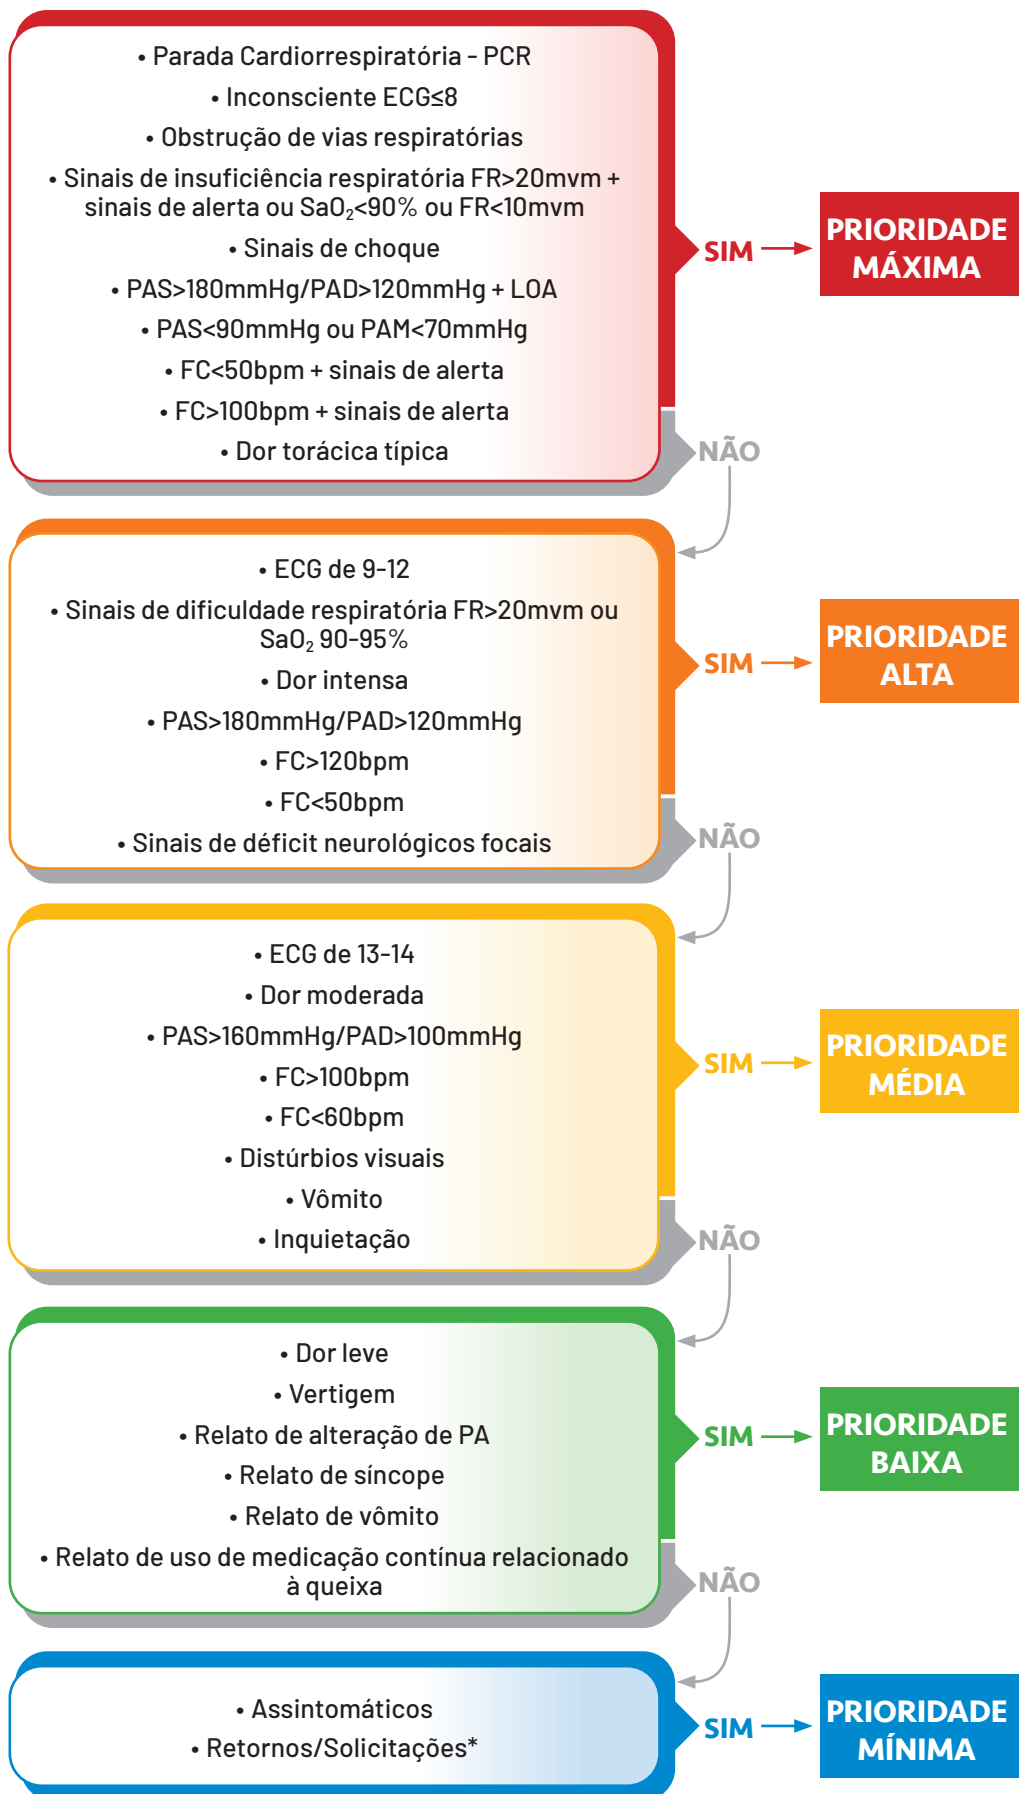 • Parada Cardiorrespiratória - PCR
• Inconsciente ECG≤8
• Obstrução de vias respiratórias
• Sinais de insuficiência respiratória FR>20mvm +
sinais de alerta ou SaO₂<90% ou FR<10mvm
• Sinais de choque
• PAS>180mmHg/PAD>120mmHg + LOA
• PAS<90mmHg ou PAM<70mmHg
• FC<50bpm + sinais de alerta
• FC>100bpm + sinais de alerta
• Dor torácica típica
SIM
PRIORIDADE
MÁXIMA
NÃO
• ECG de 9-12
• Sinais de dificuldade respiratória FR>20mvm ou
SaO₂ 90-95%
• Dor intensa
• PAS>180mmHg/PAD>120mmHg
• FC>120bpm
• FC<50bpm
• Sinais de déficit neurológicos focais
SIM
PRIORIDADE
ALTA
NÃO
• ECG de 13-14
• Dor moderada
• PAS>160mmHg/PAD>100mmHg
• FC>100bpm
• FC<60bpm
• Distúrbios visuais
• Vômito
• Inquietação
SIM
PRIORIDADE
MÉDIA
NÃO
• Dor leve
• Vertigem
• Relato de alteração de PA
• Relato de síncope
• Relato de vômito
• Relato de uso de medicação contínua relacionado
à queixa
SIM
PRIORIDADE
BAIXA
NÃO
• Assintomáticos
• Retornos/Solicitações*
SIM
PRIORIDADE
MÍNIMA